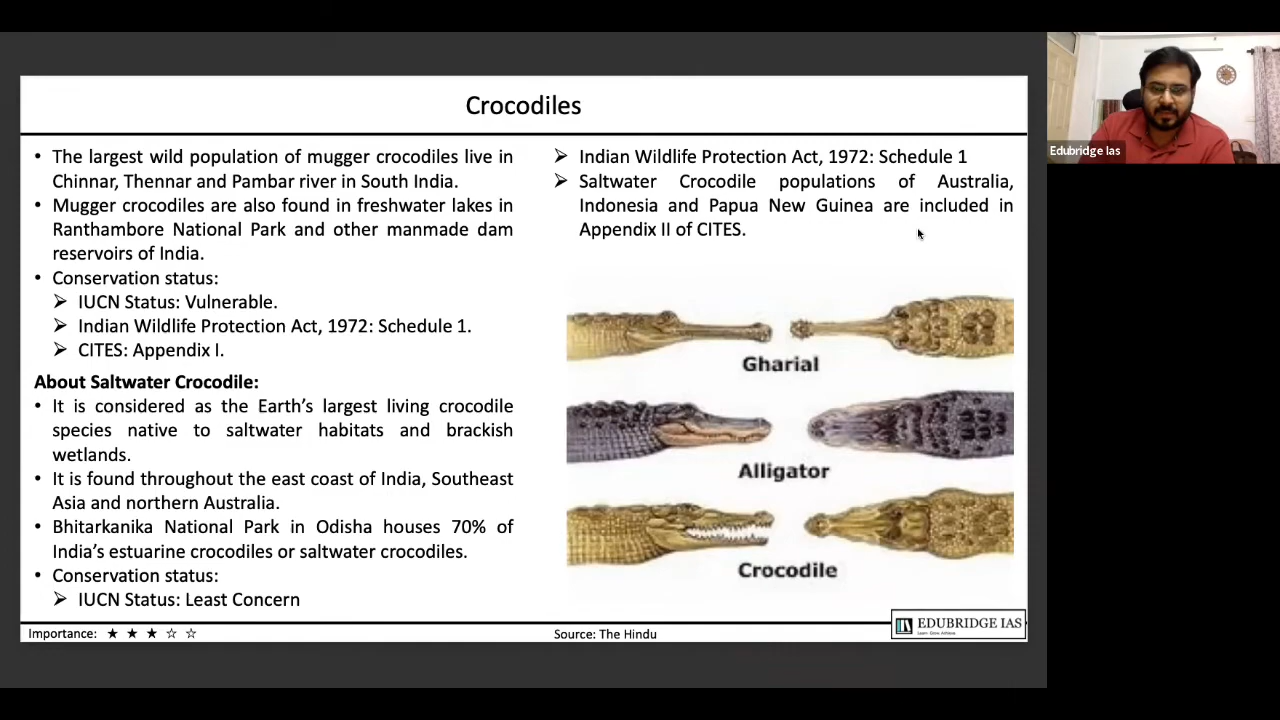 Crocodiles
• The largest wild population of mugger crocodiles live in
Chinnar, Thennar and Pambar river in South India.
• Mugger crocodiles are also found in freshwater lakes in
Ranthambore National Park and other manmade dam
reservoirs of India.
• Conservation status:
➢ IUCN Status: Vulnerable.
➢ Indian Wildlife Protection Act, 1972: Schedule 1.
➢ CITES: Appendix I.
About Saltwater Crocodile:
• It is considered as the Earth's largest living crocodile
species native to saltwater habitats and brackish
wetlands.
• It is found throughout the east coast of India, Southeast
Asia and northern Australia.
• Bhitarkanika National Park in Odisha houses 70% of
India's estuarine crocodiles or saltwater crocodiles.
• Conservation status:
➢ IUCN Status: Least Concern
➢ Indian Wildlife Protection Act, 1972: Schedule 1
➢ Saltwater Crocodile populations of Australia,
Indonesia and Papua New Guinea are included in
Appendix II of CITES.
Gharial
Alligator
Crocodile
Importance: ★ ★ ★ ☆ ☆
Source: The Hindu
EDUBRIDGE IAS
Learn Grow Achieve
Edubridge Ias